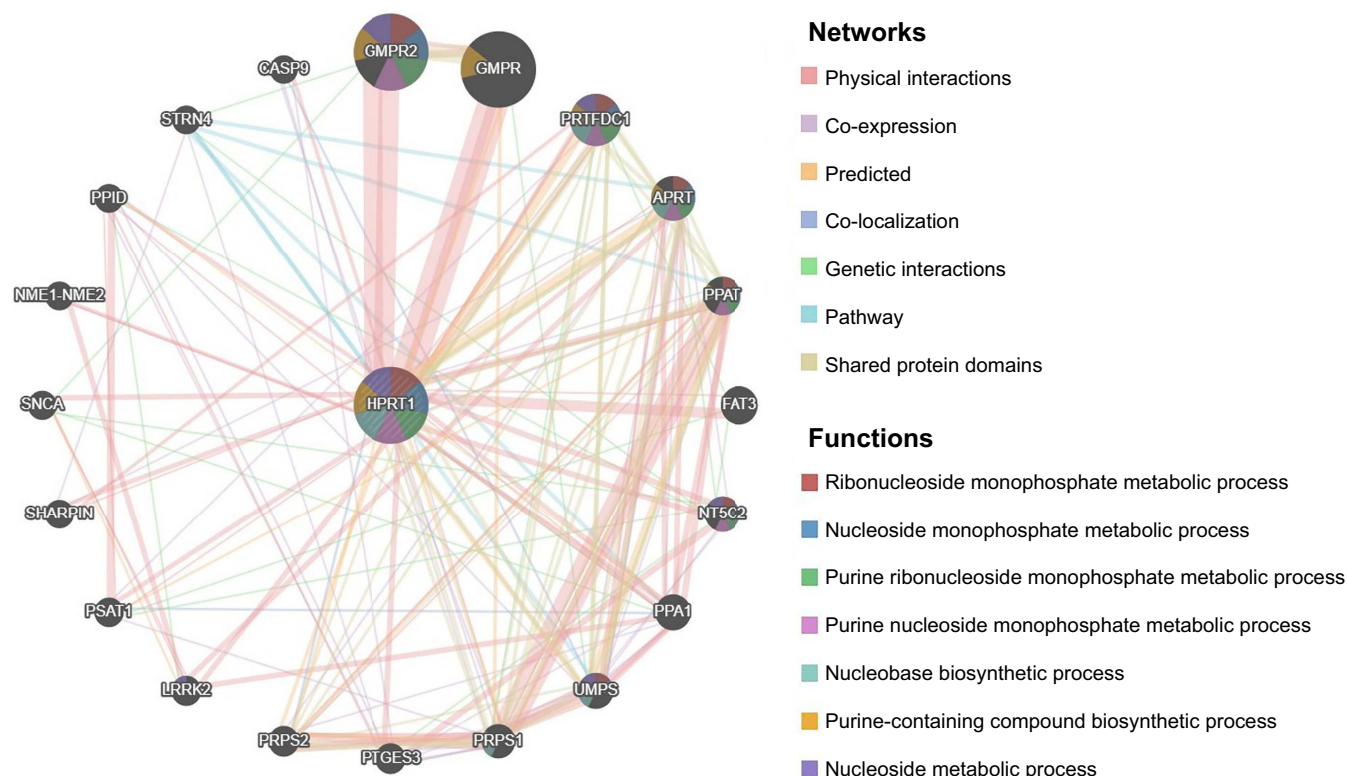 GMPR2
GMPR
CASP9
PRTFDC1
STRN4
APRT
PPID
PPAT
NME1-NME2
HPRT1
FAT3
SNCA
SHARPIN
NT5C2
PSAT1
PPA1
LRRK2
UMPS
PRPS2
PTGES3
PRPS1
Networks
Physical interactions
Co-expression
Predicted
Co-localization
Genetic interactions
Pathway
Shared protein domains
Functions
Ribonucleoside monophosphate metabolic process
Nucleoside monophosphate metabolic process
Purine ribonucleoside monophosphate metabolic process
Purine nucleoside monophosphate metabolic process
Nucleobase biosynthetic process
Purine-containing compound biosynthetic process
Nucleoside metabolic process